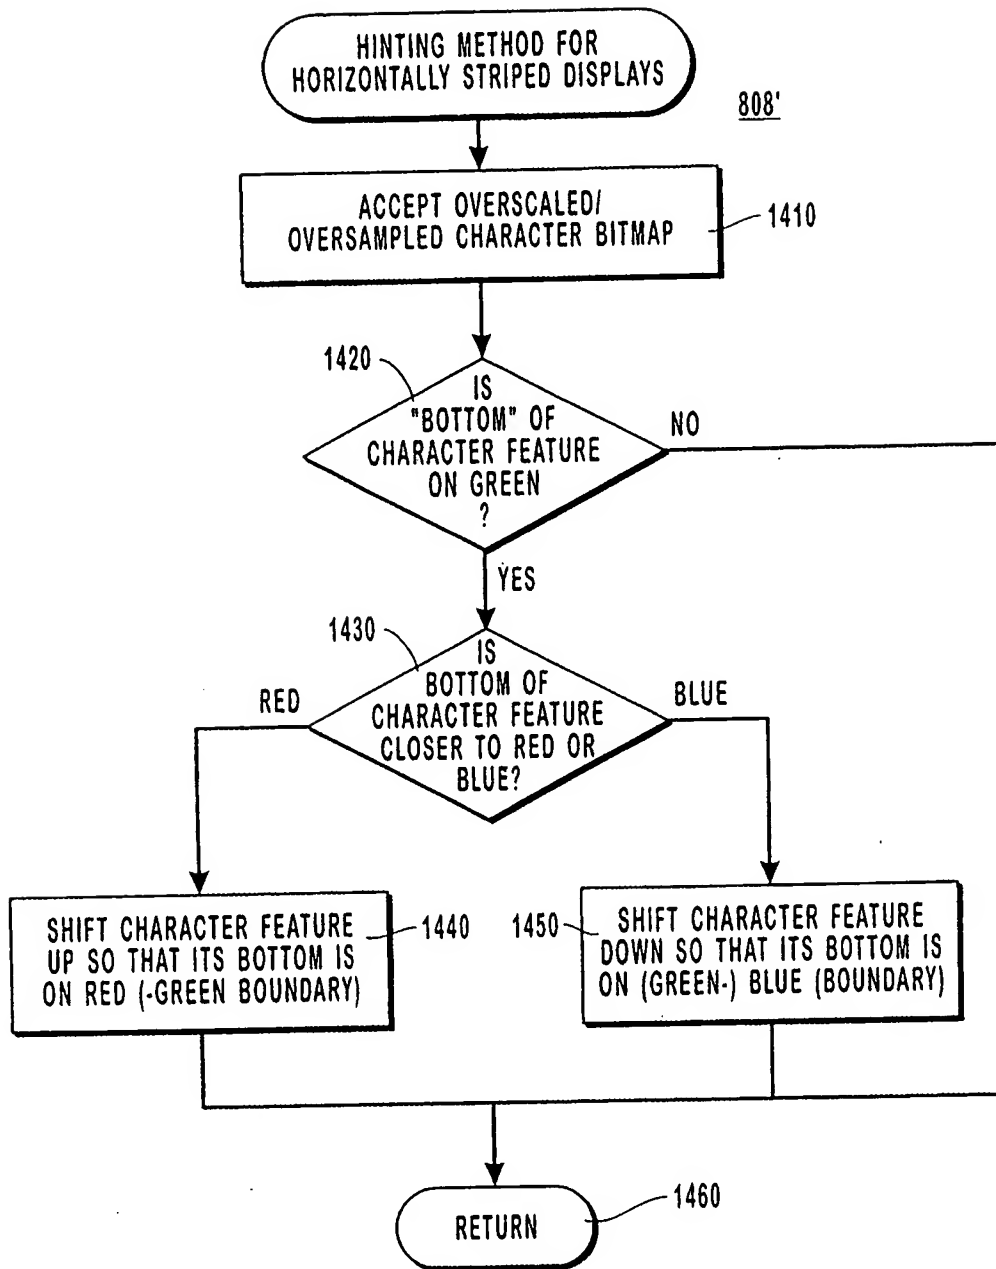 HINTING METHOD FOR
HORIZONTALLY STRIPED DISPLAYS
808'
ACCEPT OVERSCALED/
OVERSAMPLED CHARACTER BITMAP
1410
1420
IS
"BOTTOM" OF
CHARACTER FEATURE
ON GREEN
?
NO
YES
1430
IS
BOTTOM OF
CHARACTER FEATURE
CLOSER TO RED OR
BLUE?
RED
BLUE
SHIFT CHARACTER FEATURE
UP SO THAT ITS BOTTOM IS
ON RED (-GREEN BOUNDARY)
1440
1450
SHIFT CHARACTER FEATURE
DOWN SO THAT ITS BOTTOM IS
ON (GREEN-) BLUE (BOUNDARY)
RETURN
1460